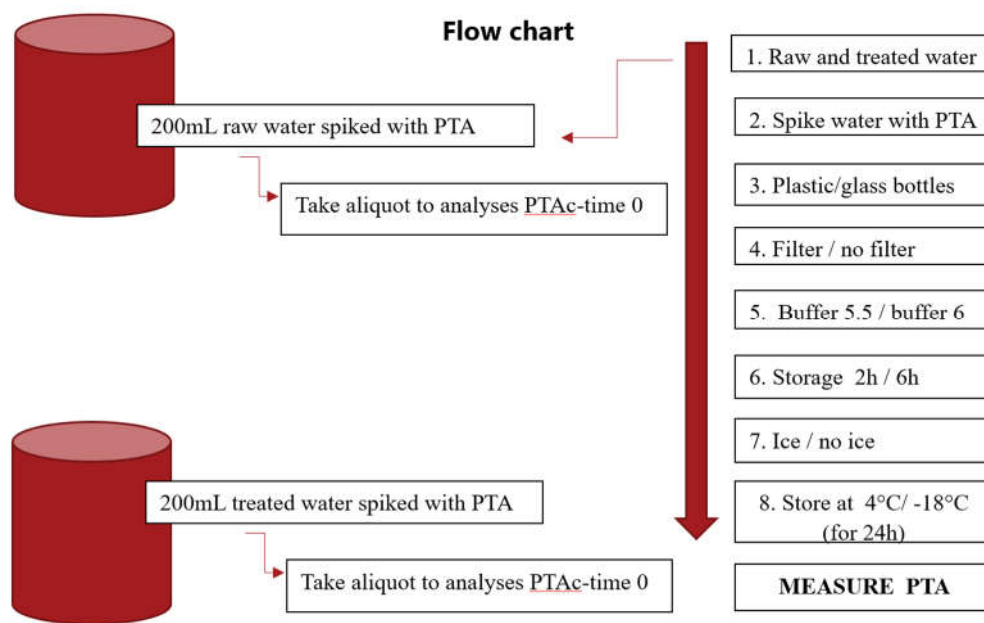 Flow chart
200mL raw water spiked with PTA
Take aliquot to analyses PTAc-time 0
200mL treated water spiked with PTA
Take aliquot to analyses PTAc-time 0
1. Raw and treated water
2. Spike water with PTA
3. Plastic/glass bottles
4. Filter / no filter
5. Buffer 5.5 / buffer 6
6. Storage 2h / 6h
7. Ice / no ice
8. Store at 4°C/ -18°C
(for 24h)
MEASURE PTA